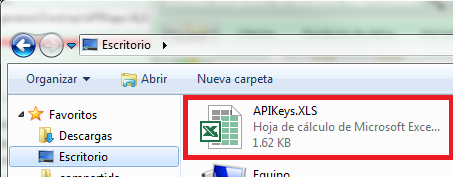 Escritorio
Organizar Abrir Nueva carpeta
Favoritos
Descargas
Escritorio
APIKeys.XLS
Hoja de cálculo de Microsoft Exce...
1.62 KB